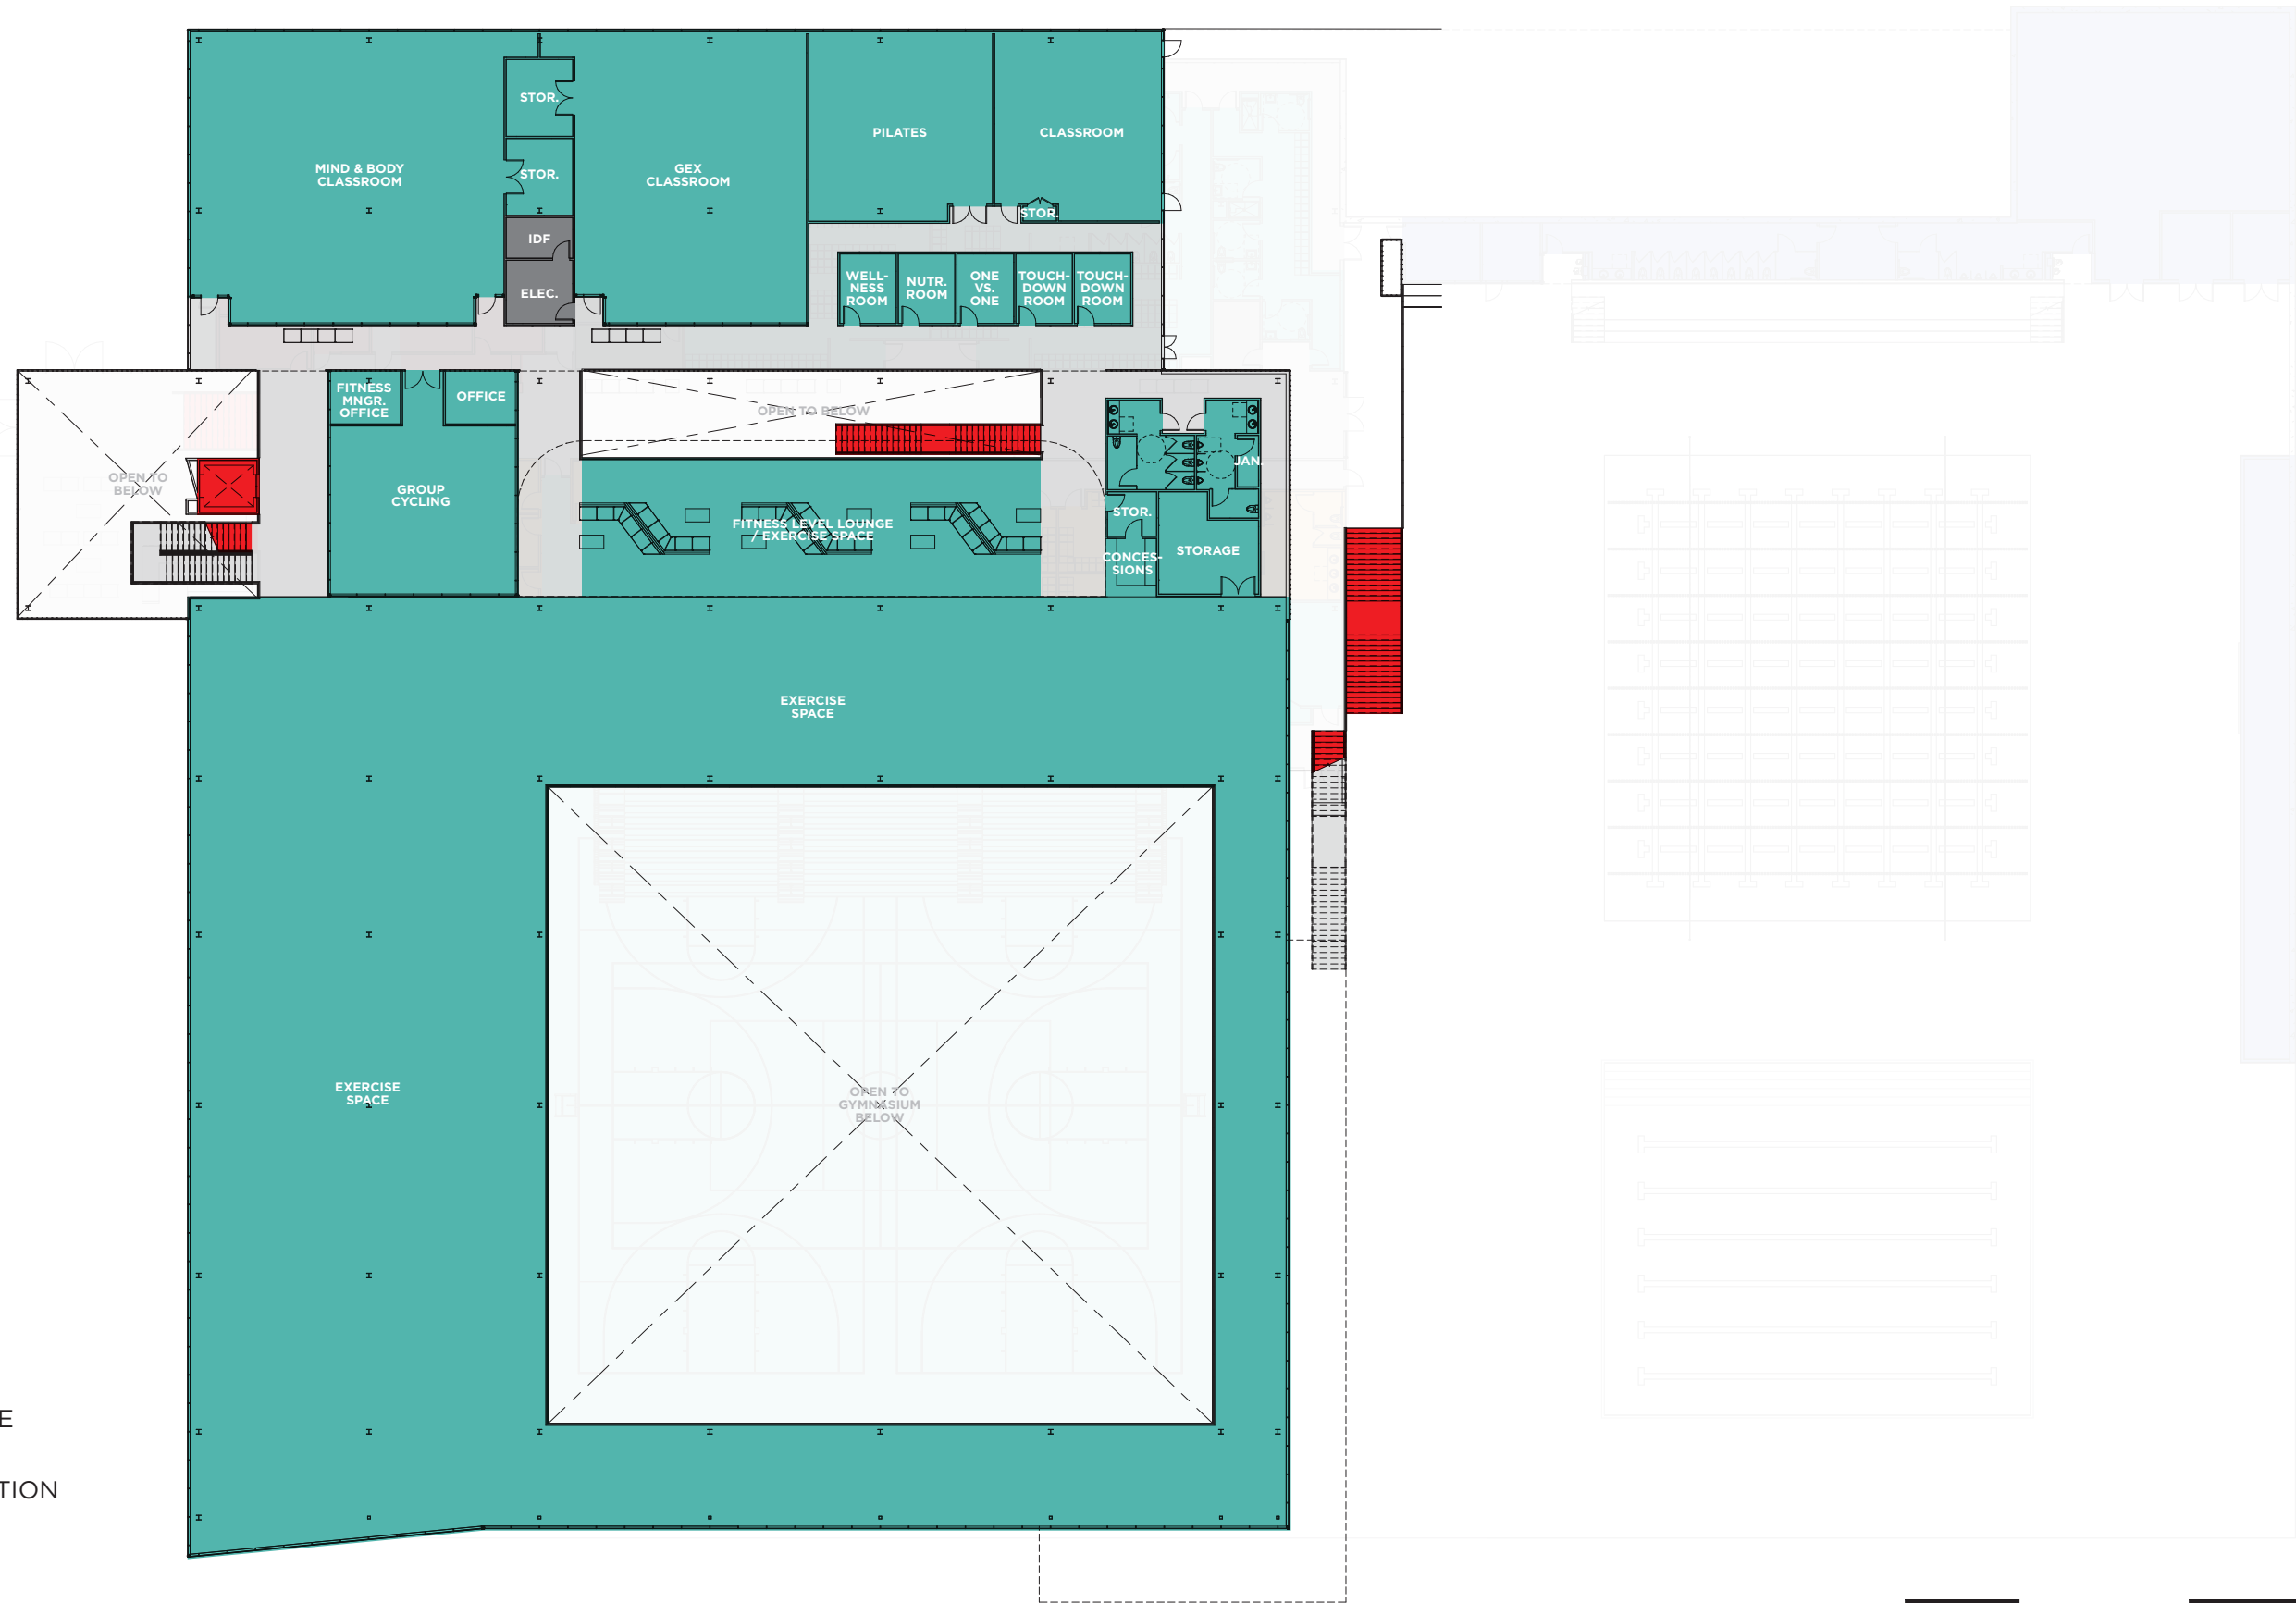 STOR.
PILATES
CLASSROOM
MIND & BODY
CLASSROOM
STOR.
GEX
CLASSROOM
STOR.
IDF
ELEC.
WELL-
NESS
ROOM
NUTR.
ROOM
ONE
VS.
ONE
TOUCH-
DOWN
ROOM
TOUCH-
DOWN
ROOM
FITNESS
MNGR.
OFFICE
OFFICE
OPEN TO BELOW
OPEN TO
BELOW
GROUP
CYCLING
JAN.
FITNESS LEVEL LOUNGE
/ EXERCISE SPACE
STOR.
CONCES-
SIONS
STORAGE
EXERCISE
SPACE
EXERCISE
SPACE
OPEN TO
GYMNASIUM
BELOW
E
TION